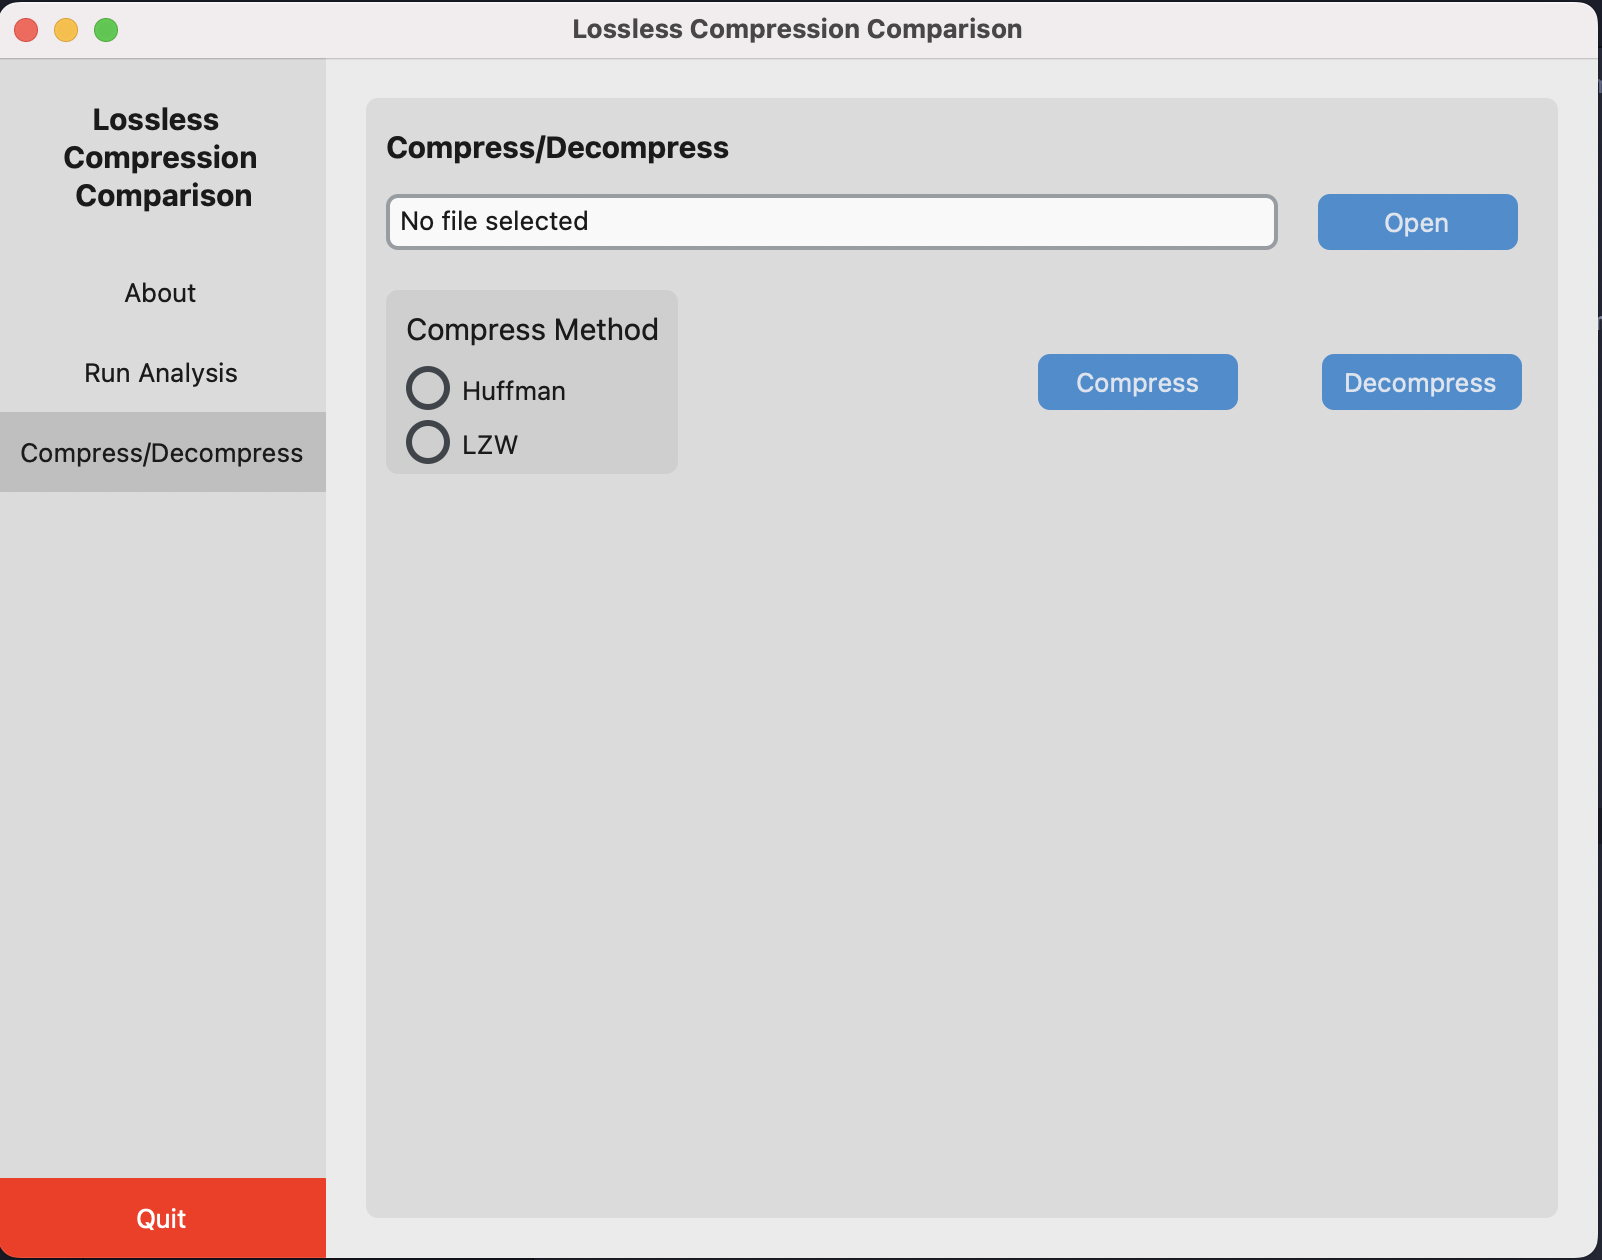 Lossless Compression Comparison
Lossless
Compression
Comparison
About
Run Analysis
Compress/Decompress
Quit
Compress/Decompress
No file selected
Open
Compress Method
Huffman
LZW
Compress
Decompress